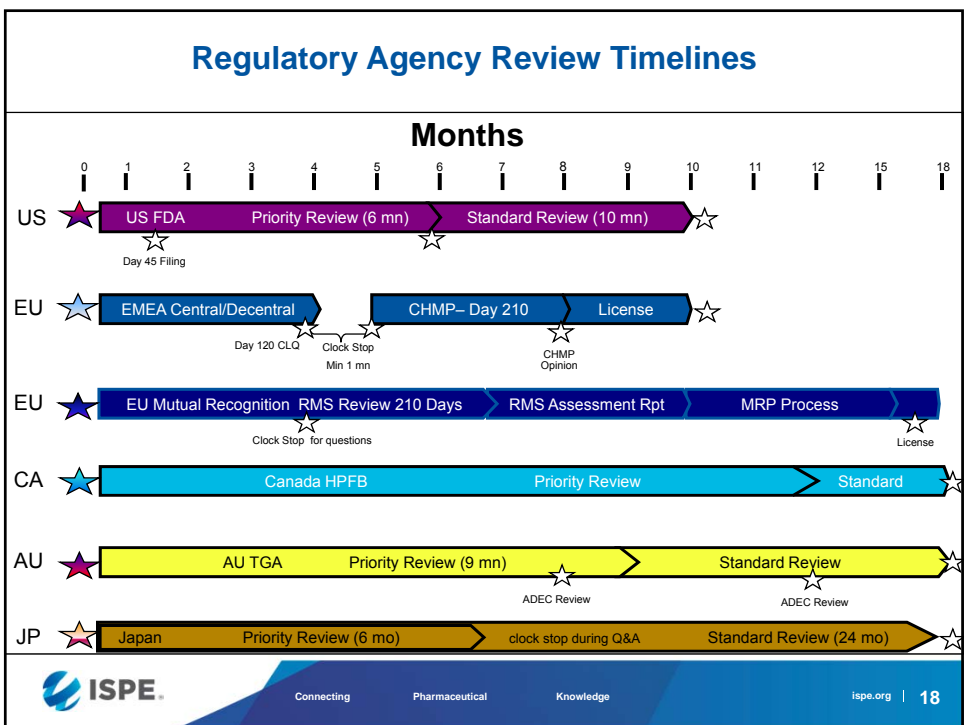 Regulatory Agency Review Timelines
Months
0 1 2 3 4 5 6 7 8 9 10 11 12 15 18
US
US FDA Priority Review (6 mn) Standard Review (10 mn)
Day 45 Filing
EU
EMEA Central/Decentral CHMP– Day 210 License
Day 120 CLQ Clock Stop
Min 1 mn
CHMP
Opinion
EU
EU Mutual Recognition RMS Review 210 Days RMS Assessment Rpt MRP Process
Clock Stop for questions
License
CA
Canada HPFB Priority Review Standard
AU
AU TGA Priority Review (9 mn) Standard Review
ADEC Review ADEC Review
JP
Japan Priority Review (6 mo) clock stop during Q&A Standard Review (24 mo)
ISPE. Connecting Pharmaceutical Knowledge ispe.org | 18